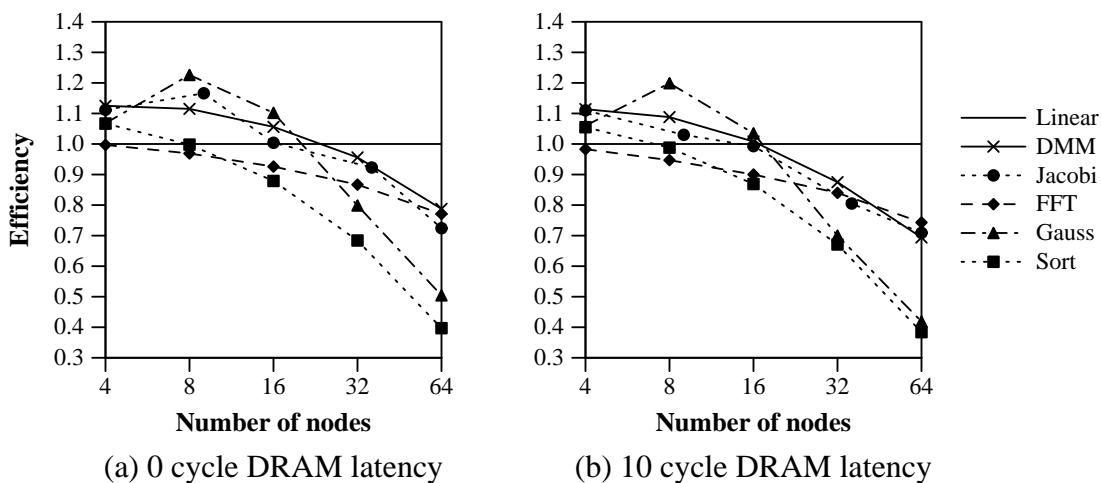 1.4
1.3
1.2
1.1
1.0
0.9
0.8
0.7
0.6
0.5
0.4
0.3
Efficiency
4 8 16 32 64
Number of nodes
(a) 0 cycle DRAM latency
1.4
1.3
1.2
1.1
1.0
0.9
0.8
0.7
0.6
0.5
0.4
0.3
4 8 16 32 64
Number of nodes
(b) 10 cycle DRAM latency
Linear
DMM
Jacobi
FFT
Gauss
Sort